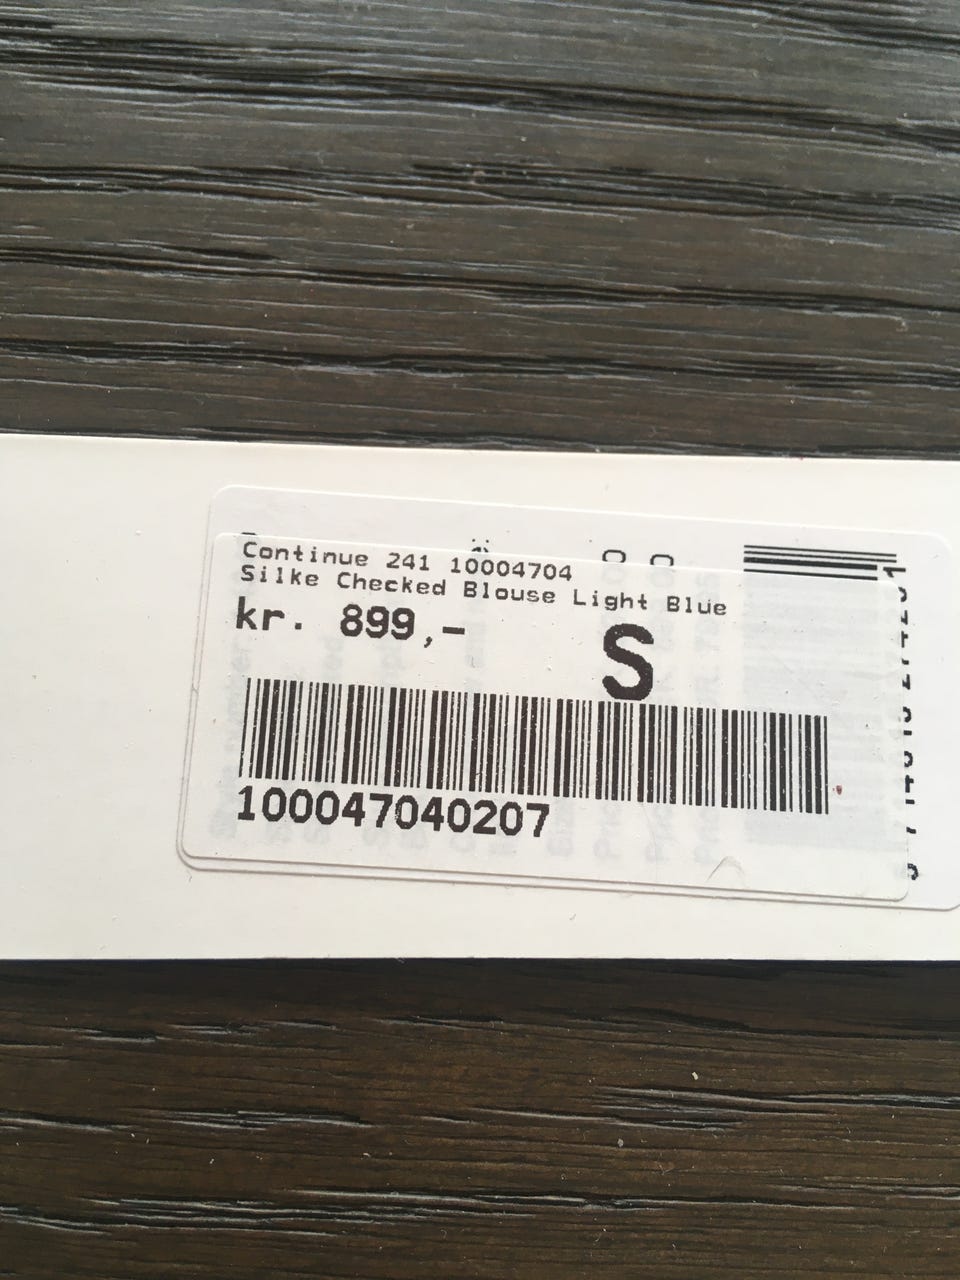 Continue 241 10004704
Silke Checked Blouse Light Blue
kr. 899,-
S
100047040207